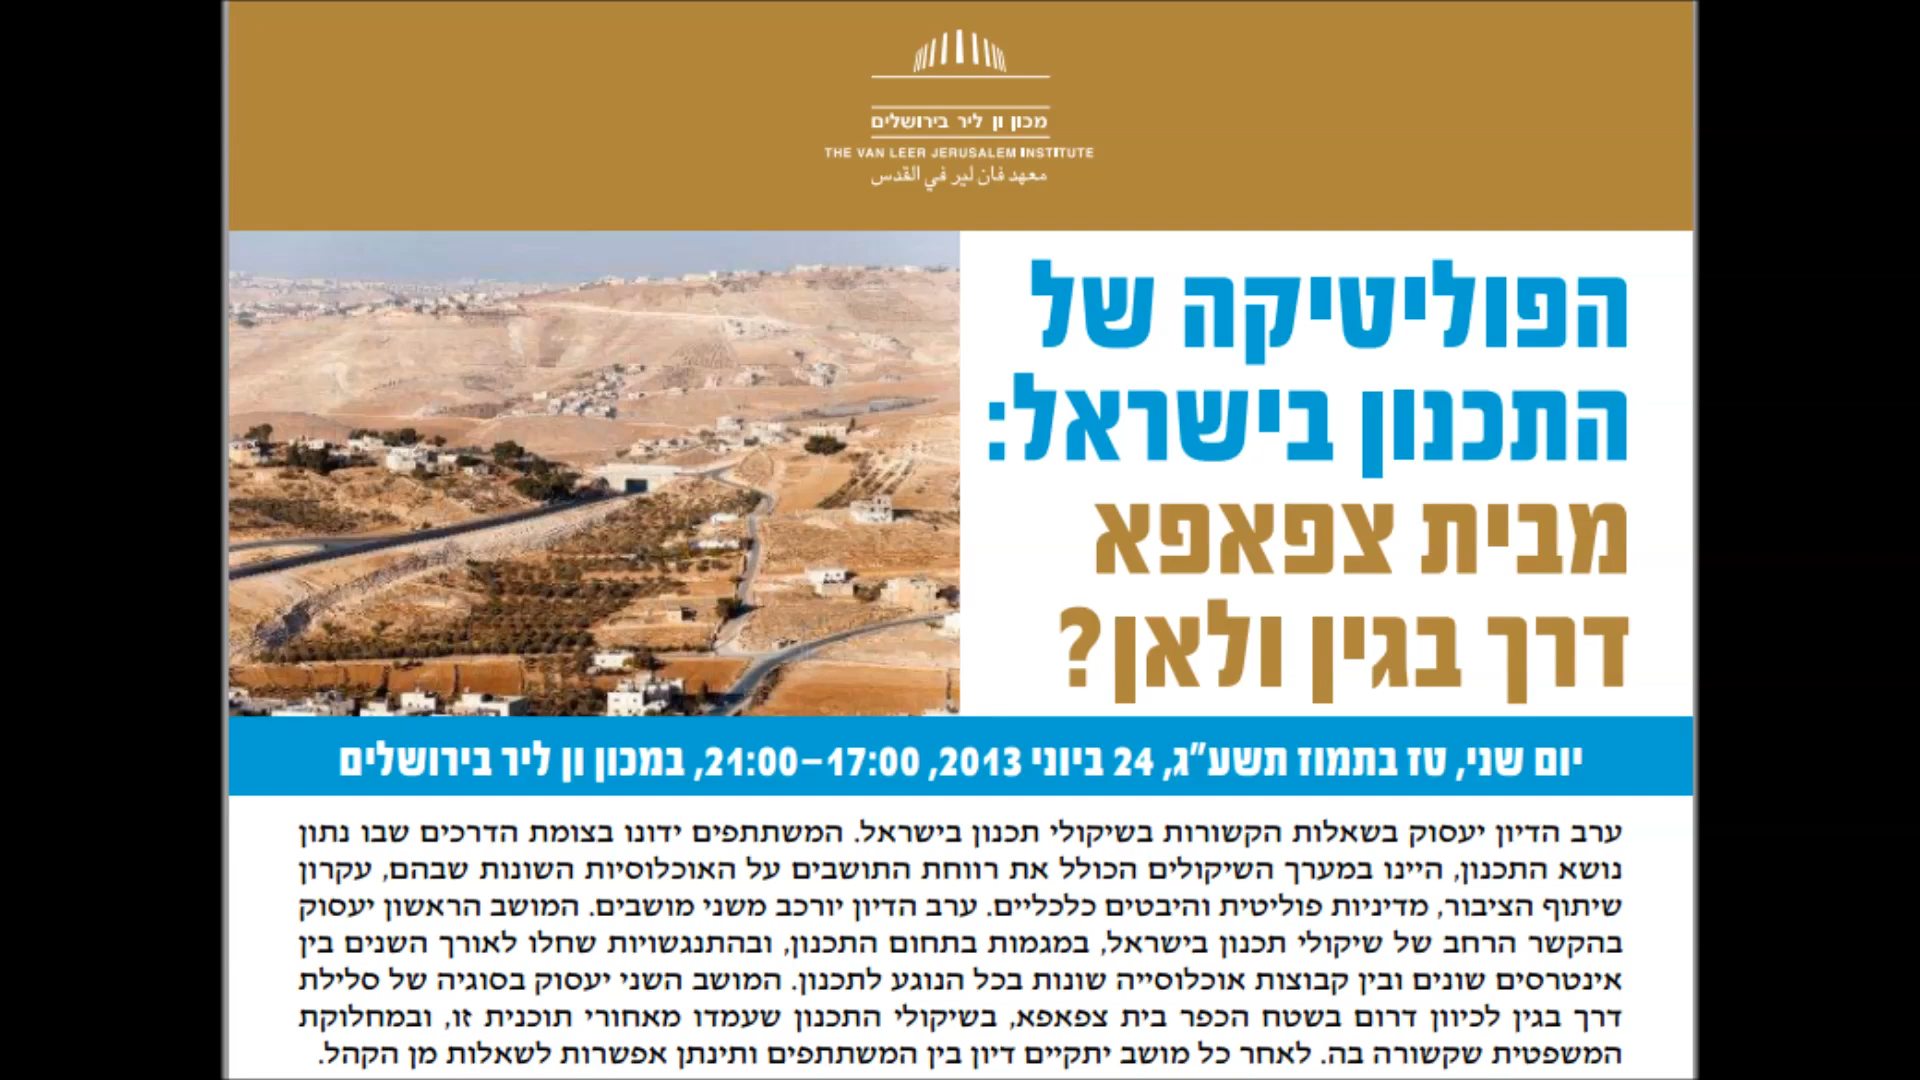 מכון ון ליר בירושלים
THE VAN LEER JERUSALEM INSTITUTE
معهد فان لير في القدس
הפוליטיקה של
התכנון בישראל:
מבית צפאפא
דרך בגין ולאן?
יום שני, טז בתמוז תשע"ג, 24 ביוני 2013, 17:00–21:00, במכון ון ליר בירושלים
ערב הדיון יעסוק בשאלות הקשורות בשיקולי תכנון בישראל. המשתתפים ידונו בצומת הדרכים שבו נתון
נושא התכנון, היינו במערך השיקולים הכולל את רווחת התושבים על האוכלוסיות השונות שבהם, עקרון
שיתוף הציבור, מדיניות פוליטית והיבטים כלכליים. ערב הדיון יורכב משני מושבים. המושב הראשון יעסוק
בהקשר הרחב של שיקולי תכנון בישראל, במגמות בתחום התכנון, ובהתנגשויות שחלו לאורך השנים בין
אינטרסים שונים ובין קבוצות אוכלוסייה שונות בכל הנוגע לתכנון. המושב השני יעסוק בסוגיה של סלילת
דרך בגין לכיוון דרום בשטח הכפר בית צפאפא, בשיקולי התכנון שעמדו מאחורי תוכנית זו, ובמחלוקת
המשפטית שקשורה בה. לאחר כל מושב יתקיים דיון בין המשתתפים ותינתן אפשרות לשאלות מן הקהל.